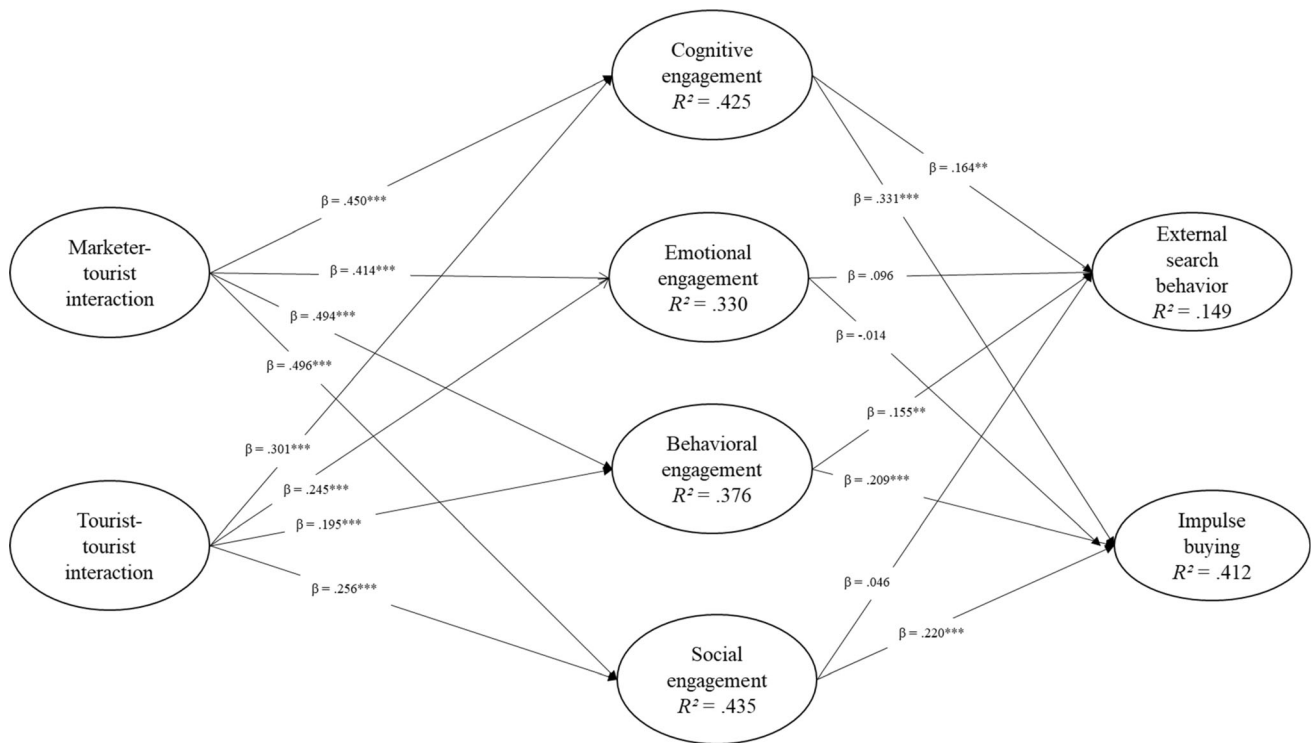 Cognitive
engagement
R² = .425
β = .164**
β = .331***
β = .450***
Marketer-
tourist
interaction
Emotional
engagement
R² = .330
External
search
behavior
R² = .149
β = .414***
β = .096
β = .494***
β = -.014
β = .496***
β = .155**
β = .301***
Behavioral
engagement
R² = .376
β = .209***
β = .245***
β = .195***
Tourist-
tourist
interaction
Impulse
buying
R² = .412
β = .256***
β = .046
β = .220***
Social
engagement
R² = .435